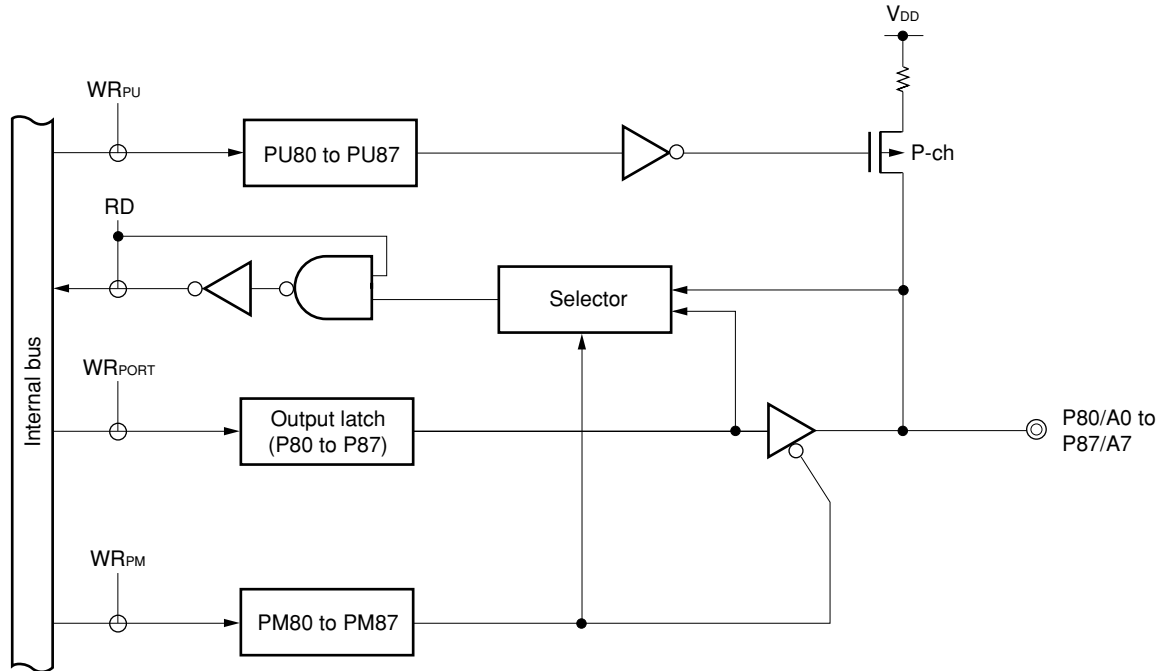 VDD
WRPU
PU80 to PU87
P-ch
RD
Selector
Internal bus
WRPORT
Output latch
(P80 to P87)
P80/A0 to
P87/A7
WRPM
PM80 to PM87